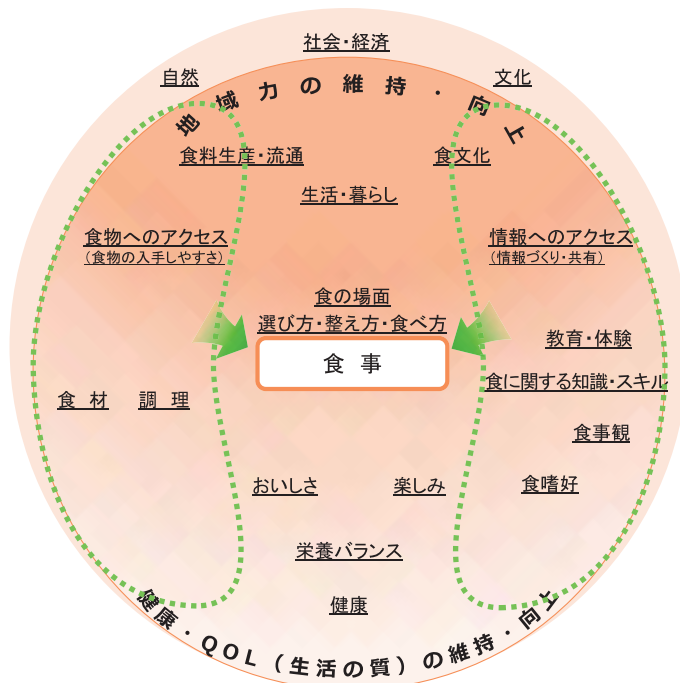 社会・経済
自然
文化
地域力の維持・向上
食料生産・流通
食文化
生活・暮らし
食物へのアクセス
（食物の入手しやすさ）
情報へのアクセス
（情報づくり・共有）
食の場面
選び方・整え方・食べ方
食　事
教育・体験
食に関する知識・スキル
食　材
調　理
食事観
おいしさ
楽しみ
食嗜好
栄養バランス
健康
健康・QOL（生活の質）の維持・向上